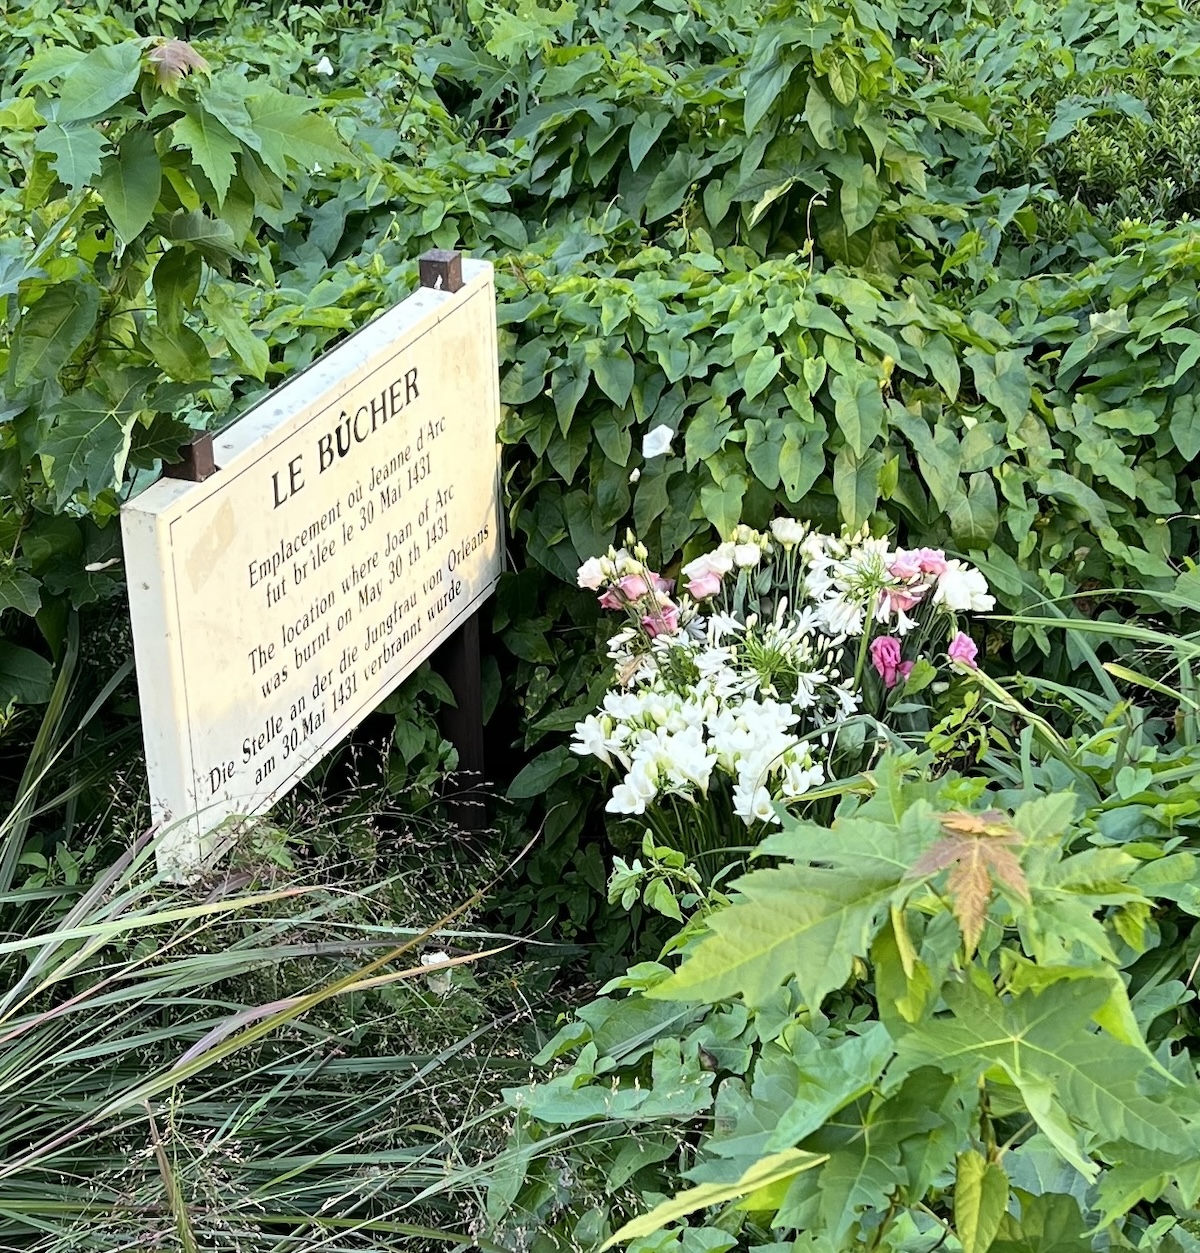 LE BÛCHER
Emplacement où Jeanne d'Arc
fut brûlée le 30 Mai 1431
The location where Joan of Arc
was burnt on May 30 th 1431
Die Stelle an der die Jungfrau von Orléans
am 30.Mai 1431 verbrannt wurde